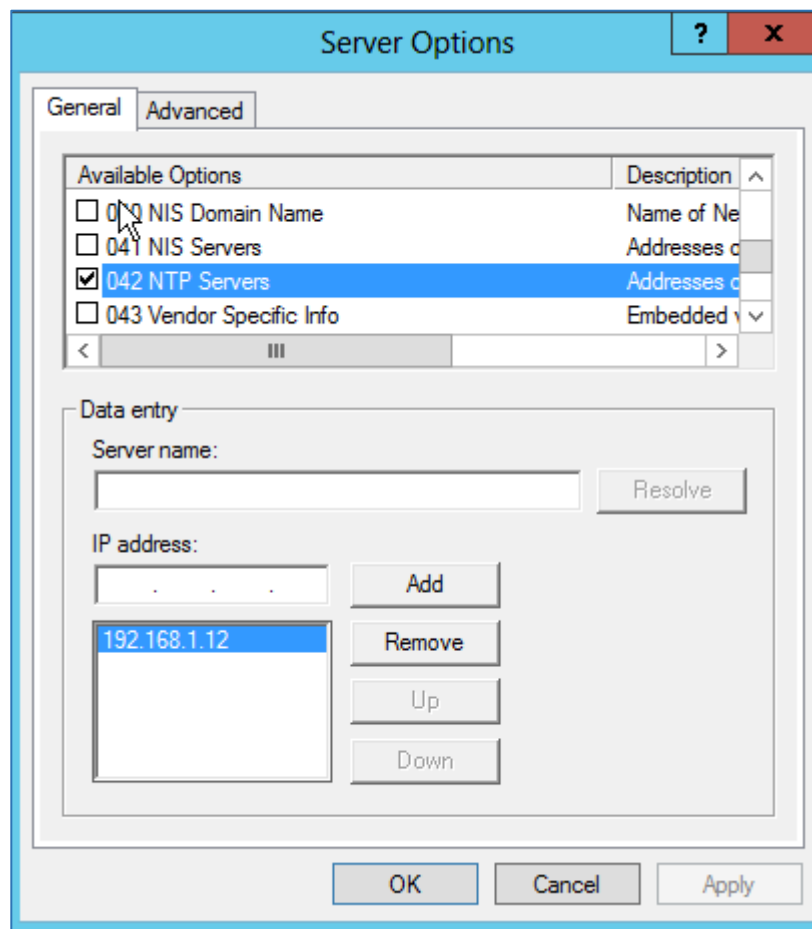 Server Options
?
x
General
Advanced
Available Options
Description
NIS Domain Name
Name of Ne
041 NIS Servers
Addresses
042 NTP Servers
Addresses
043 Vendor Specific Info
Embedded
Data entry
Server name:
Resolve
IP address:
. . .
Add
192.168.1.12
Remove
Up
Down
OK
Cancel
Apply